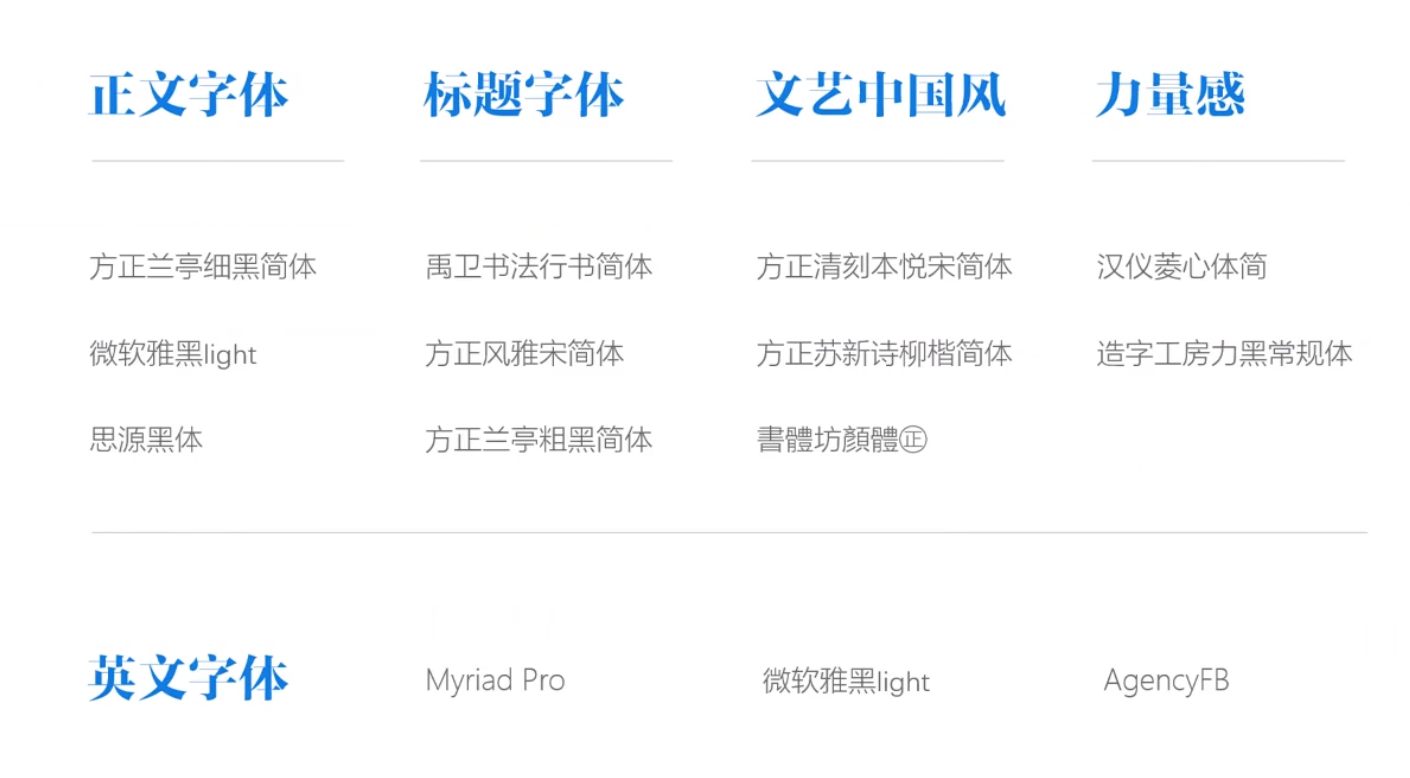 正文字体 标题字体 文艺中国风 力量感
方正兰亭细黑简体 禹卫书法行书简体 方正清刻本悦宋简体 汉仪菱心体简
微软雅黑light 方正风雅宋简体 方正苏新诗柳楷简体 造字工房力黑常规体
思源黑体 方正兰亭粗黑简体 書體坊顏體㊣
英文字体 Myriad Pro 微软雅黑light AgencyFB